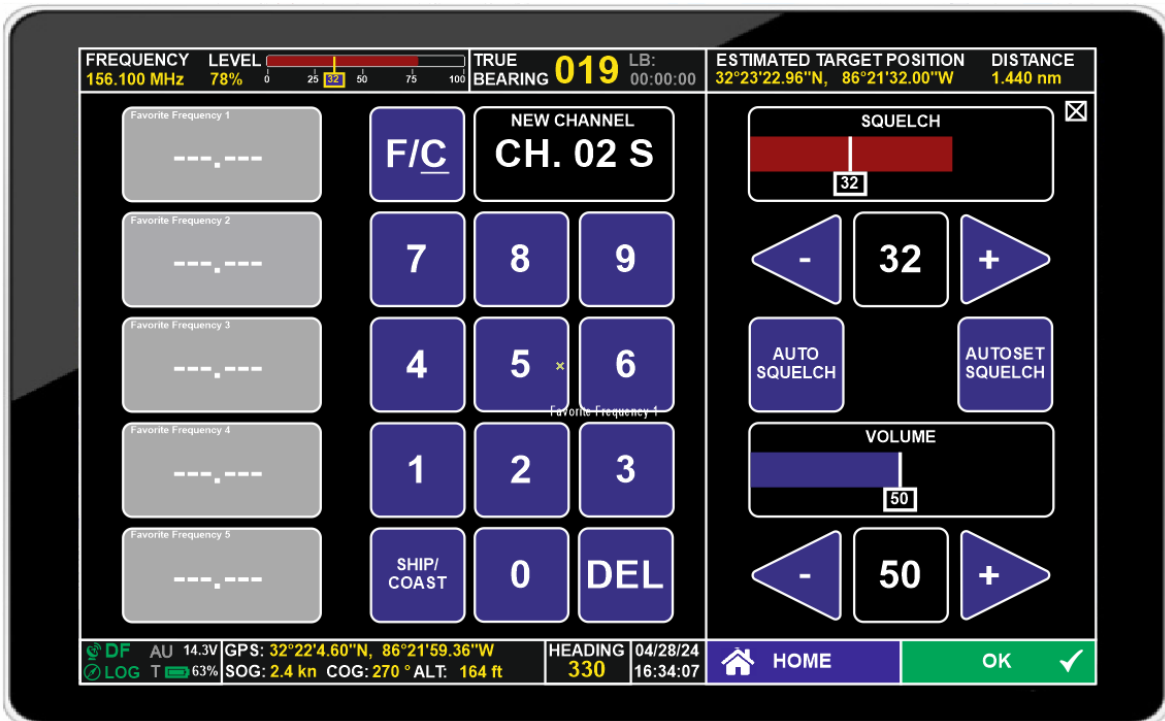 FREQUENCY LEVEL
156.100 MHz 78% 0 25 32 50 75 100
TRUE
BEARING 019 LB:
00:00:00
ESTIMATED TARGET POSITION DISTANCE
32°23'22.96"N, 86°21'32.00"W 1.440 nm
Favorite Frequency 1
---.---
Favorite Frequency 2
---.---
Favorite Frequency 3
---.---
Favorite Frequency 4
---.---
Favorite Frequency 5
---.---
F/C
NEW CHANNEL
CH. 02 S
7 8 9
4 5 6
Favorite Frequency 1
1 2 3
SHIP/
COAST
0 DEL
SQUELCH
32
- 32 +
AUTO
SQUELCH
AUTOSET
SQUELCH
VOLUME
50
- 50 +
DF AU 14.3V
LOG T 63%
GPS: 32°22'4.60"N, 86°21'59.36"W
SOG: 2.4 kn COG: 270 ° ALT: 164 ft
HEADING
330
04/28/24
16:34:07
HOME
OK